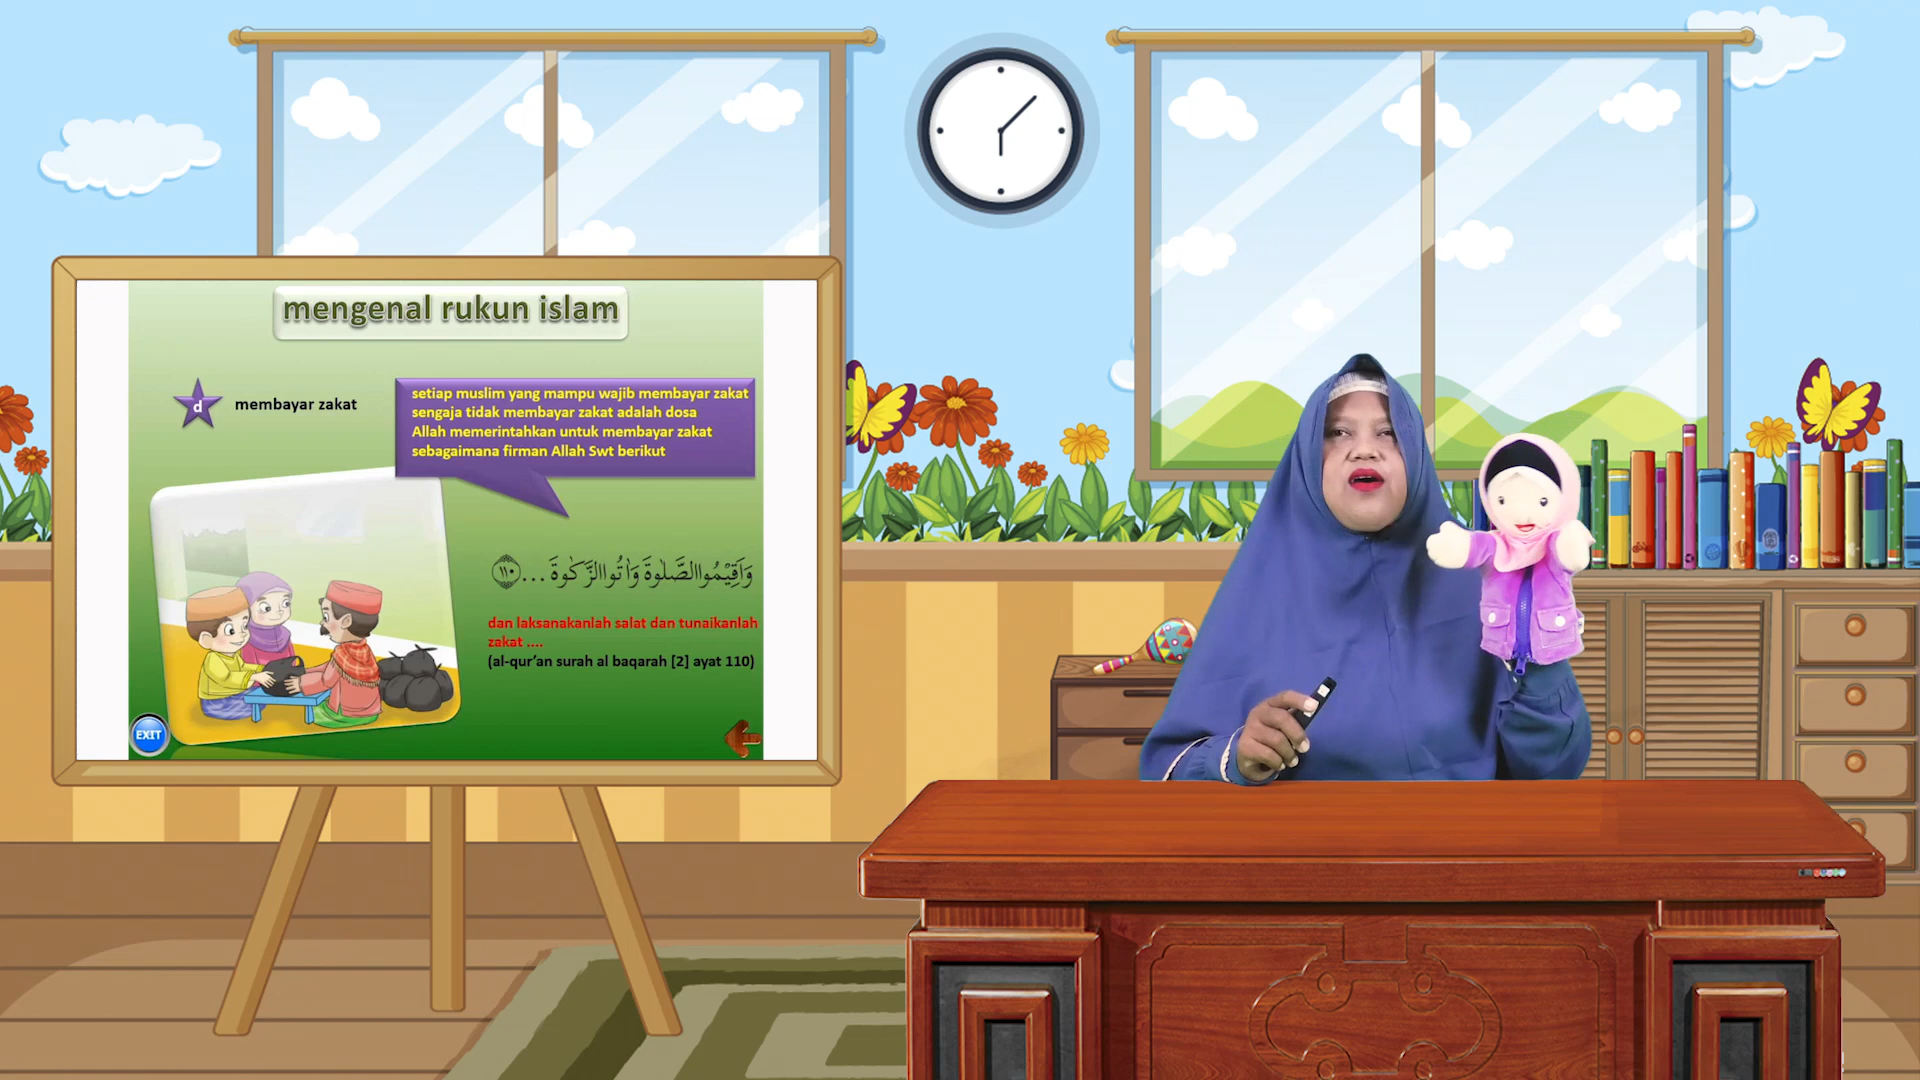 mengenal rukun islam
d
membayar zakat
setiap muslim yang mampu wajib membayar zakat
sengaja tidak membayar zakat adalah dosa
Allah memerintahkan untuk membayar zakat
sebagaimana firman Allah Swt berikut
وَاَقِيْمُوا الصَّلٰوةَ وَاٰتُوا الزَّكٰوةَ ... ١١٠
dan laksanakanlah salat dan tunaikanlah
zakat ....
(al-qur’an surah al baqarah [2] ayat 110)
EXIT